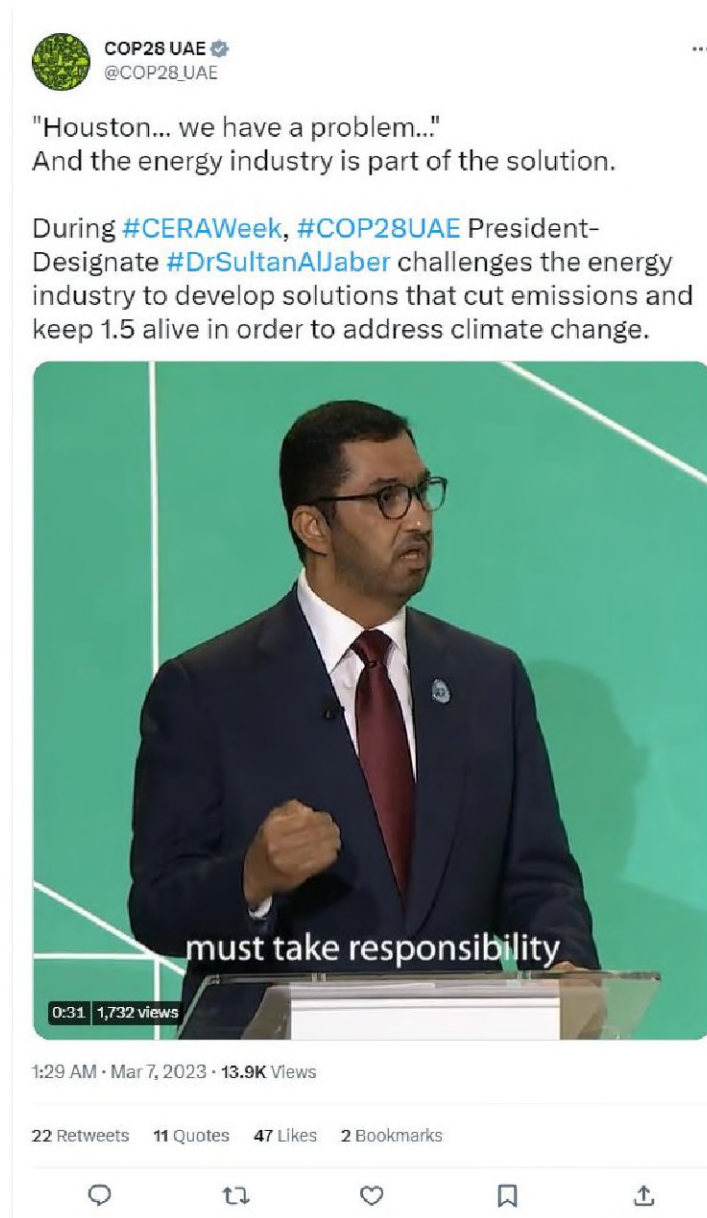 COP28 UAE
@COP28_UAE
"Houston... we have a problem..."
And the energy industry is part of the solution.
During #CERAWeek, #COP28UAE President-
Designate #DrSultanAlJaber challenges the energy
industry to develop solutions that cut emissions and
keep 1.5 alive in order to address climate change.
must take responsibility
0:31 1,732 views
1:29 AM · Mar 7, 2023 · 13.9K Views
22 Retweets 11 Quotes 47 Likes 2 Bookmarks